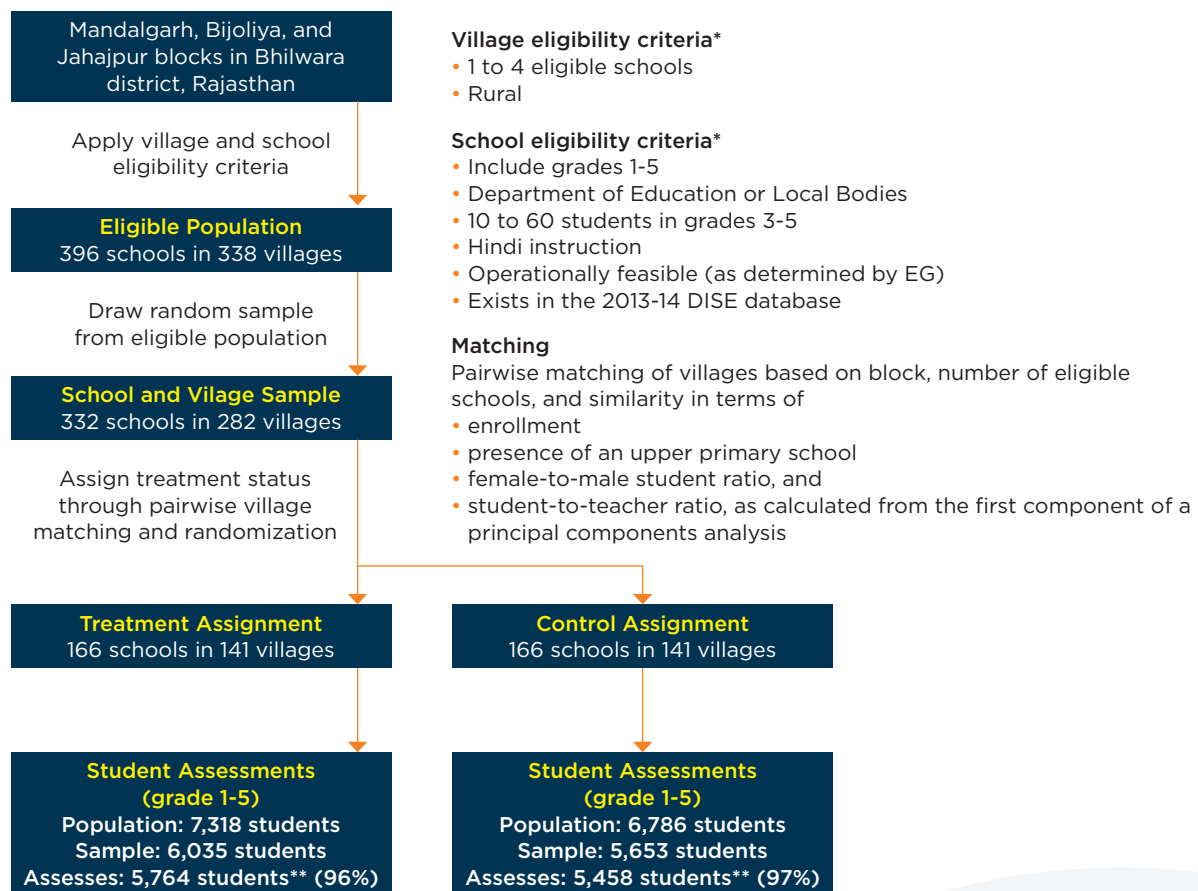 Mandalgarh, Bijoliya, and
Jahajpur blocks in Bhilwara
district, Rajasthan
Apply village and school
eligibility criteria
Eligible Population
396 schools in 338 villages
Draw random sample
from eligible population
School and Vilage Sample
332 schools in 282 villages
Assign treatment status
through pairwise village
matching and randomization
Village eligibility criteria*
• 1 to 4 eligible schools
• Rural
School eligibility criteria*
• Include grades 1-5
• Department of Education or Local Bodies
• 10 to 60 students in grades 3-5
• Hindi instruction
• Operationally feasible (as determined by EG)
• Exists in the 2013-14 DISE database
Matching
Pairwise matching of villages based on block, number of eligible
schools, and similarity in terms of
• enrollment
• presence of an upper primary school
• female-to-male student ratio, and
• student-to-teacher ratio, as calculated from the first component of a
principal components analysis
Treatment Assignment
166 schools in 141 villages
Control Assignment
166 schools in 141 villages
Student Assessments
(grade 1-5)
Population: 7,318 students
Sample: 6,035 students
Assesses: 5,764 students** (96%)
Student Assessments
(grade 1-5)
Population: 6,786 students
Sample: 5,653 students
Assesses: 5,458 students** (97%)